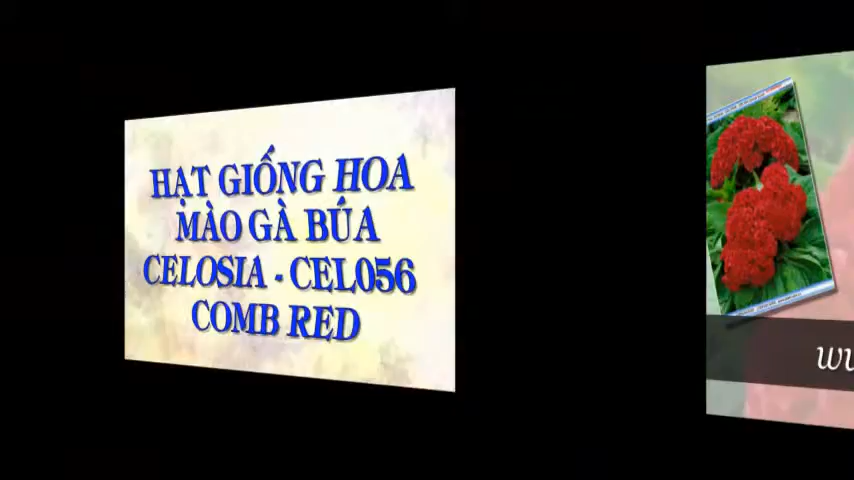 HẠT GIỐNG HOA
MÀO GÀ BÚA
CELOSIA - CEL056
COMB RED